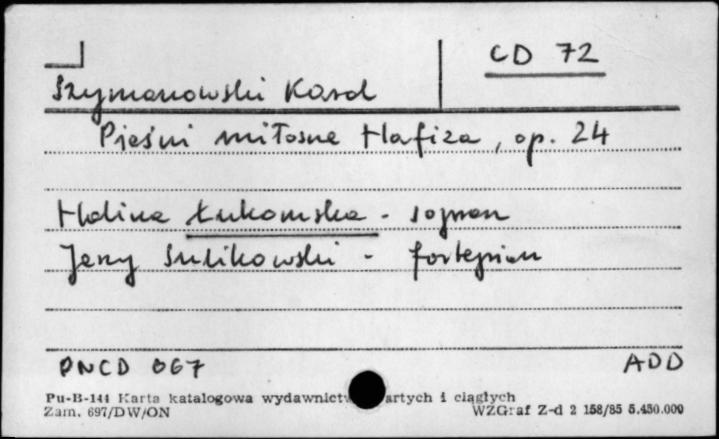 CD 72
Szymanowski Karol
Pieśni miłosne Hafiza, op. 24
Halina Łukomska - sopran
Jerzy Sulikowski - fortepian
PNCD 067 ADD
Pu-B-144 Karta katalogowa wydawnictw artych i ciągłych
Zam. 697/DW/ON WZGraf Z-d 2 158/85 5.450.000